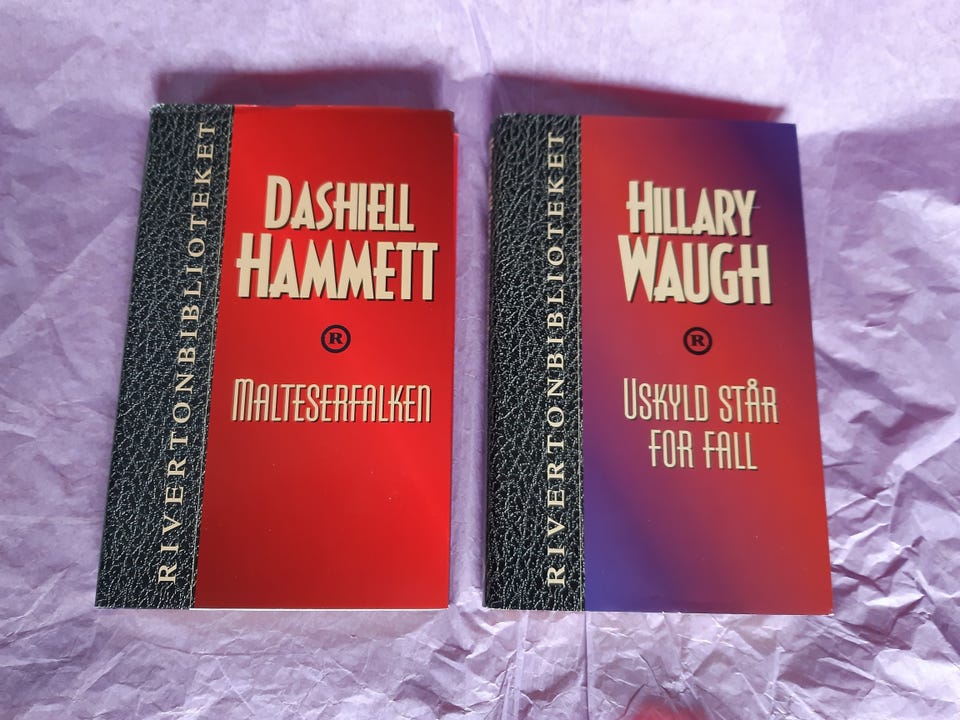 RIVERTONBIBLIOTEKET
DASHIELL
HAMMETT
R
MALTESERFALKEN
RIVERTONBIBLIOTEKET
HILLARY
WAUGH
R
USKYLD STÅR
FOR FALL